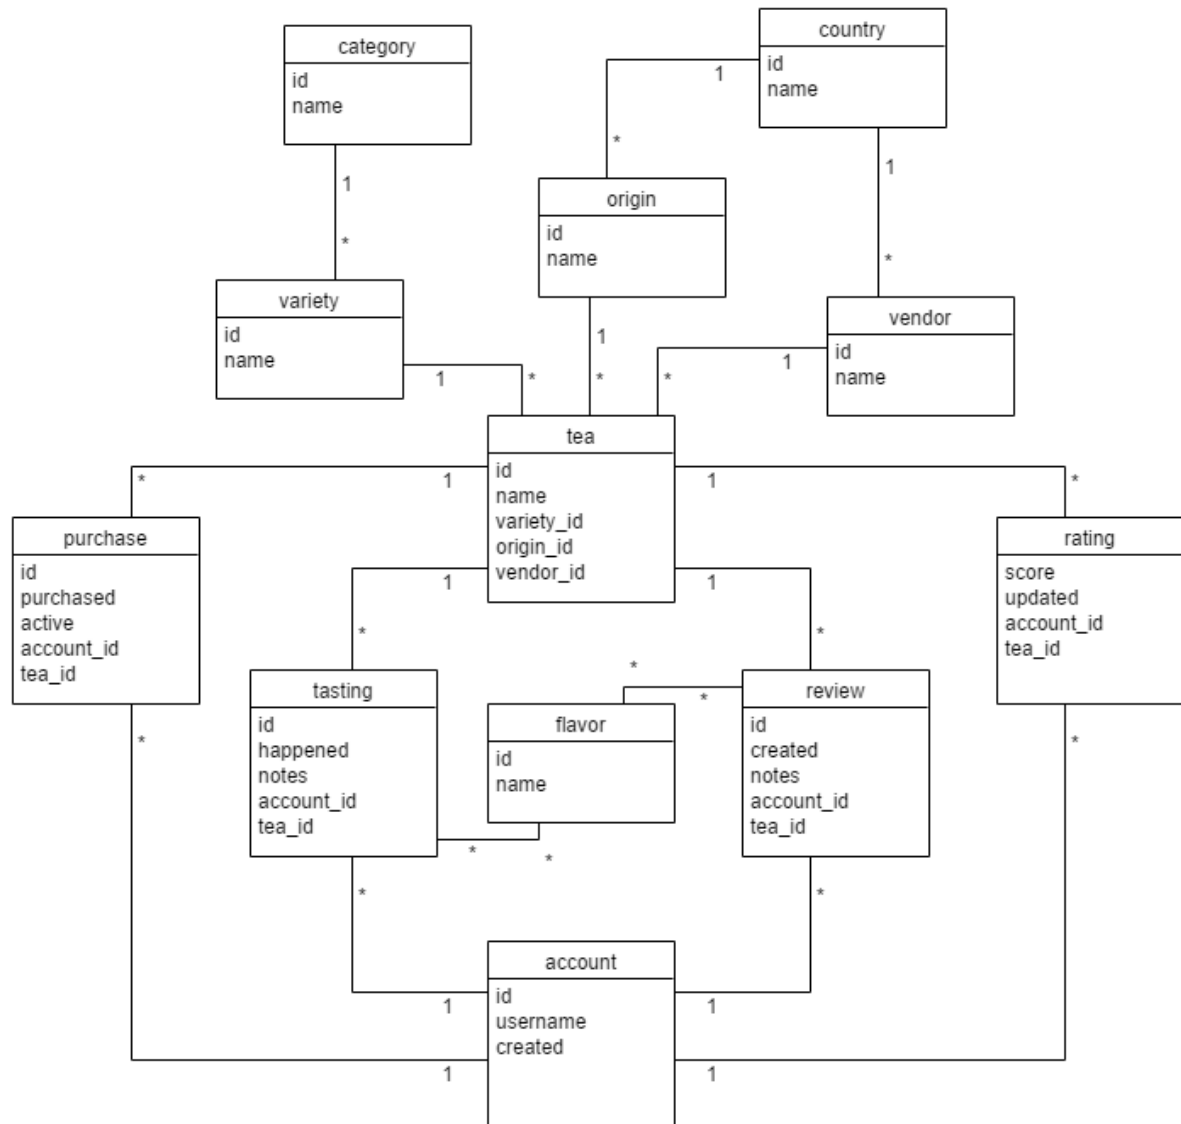 country
id
name
category
id
name
1
*
1
1
*
origin
id
name
*
variety
id
name
vendor
id
name
1
1
1
*
*
*
tea
id
name
variety_id
origin_id
vendor_id
*
1
1
*
purchase
id
purchased
active
account_id
tea_id
rating
score
updated
account_id
tea_id
1
1
*
*
*
*
tasting
id
happened
notes
account_id
tea_id
flavor
id
name
review
id
created
notes
account_id
tea_id
*
*
*
*
*
*
account
id
username
created
1
1
1
1